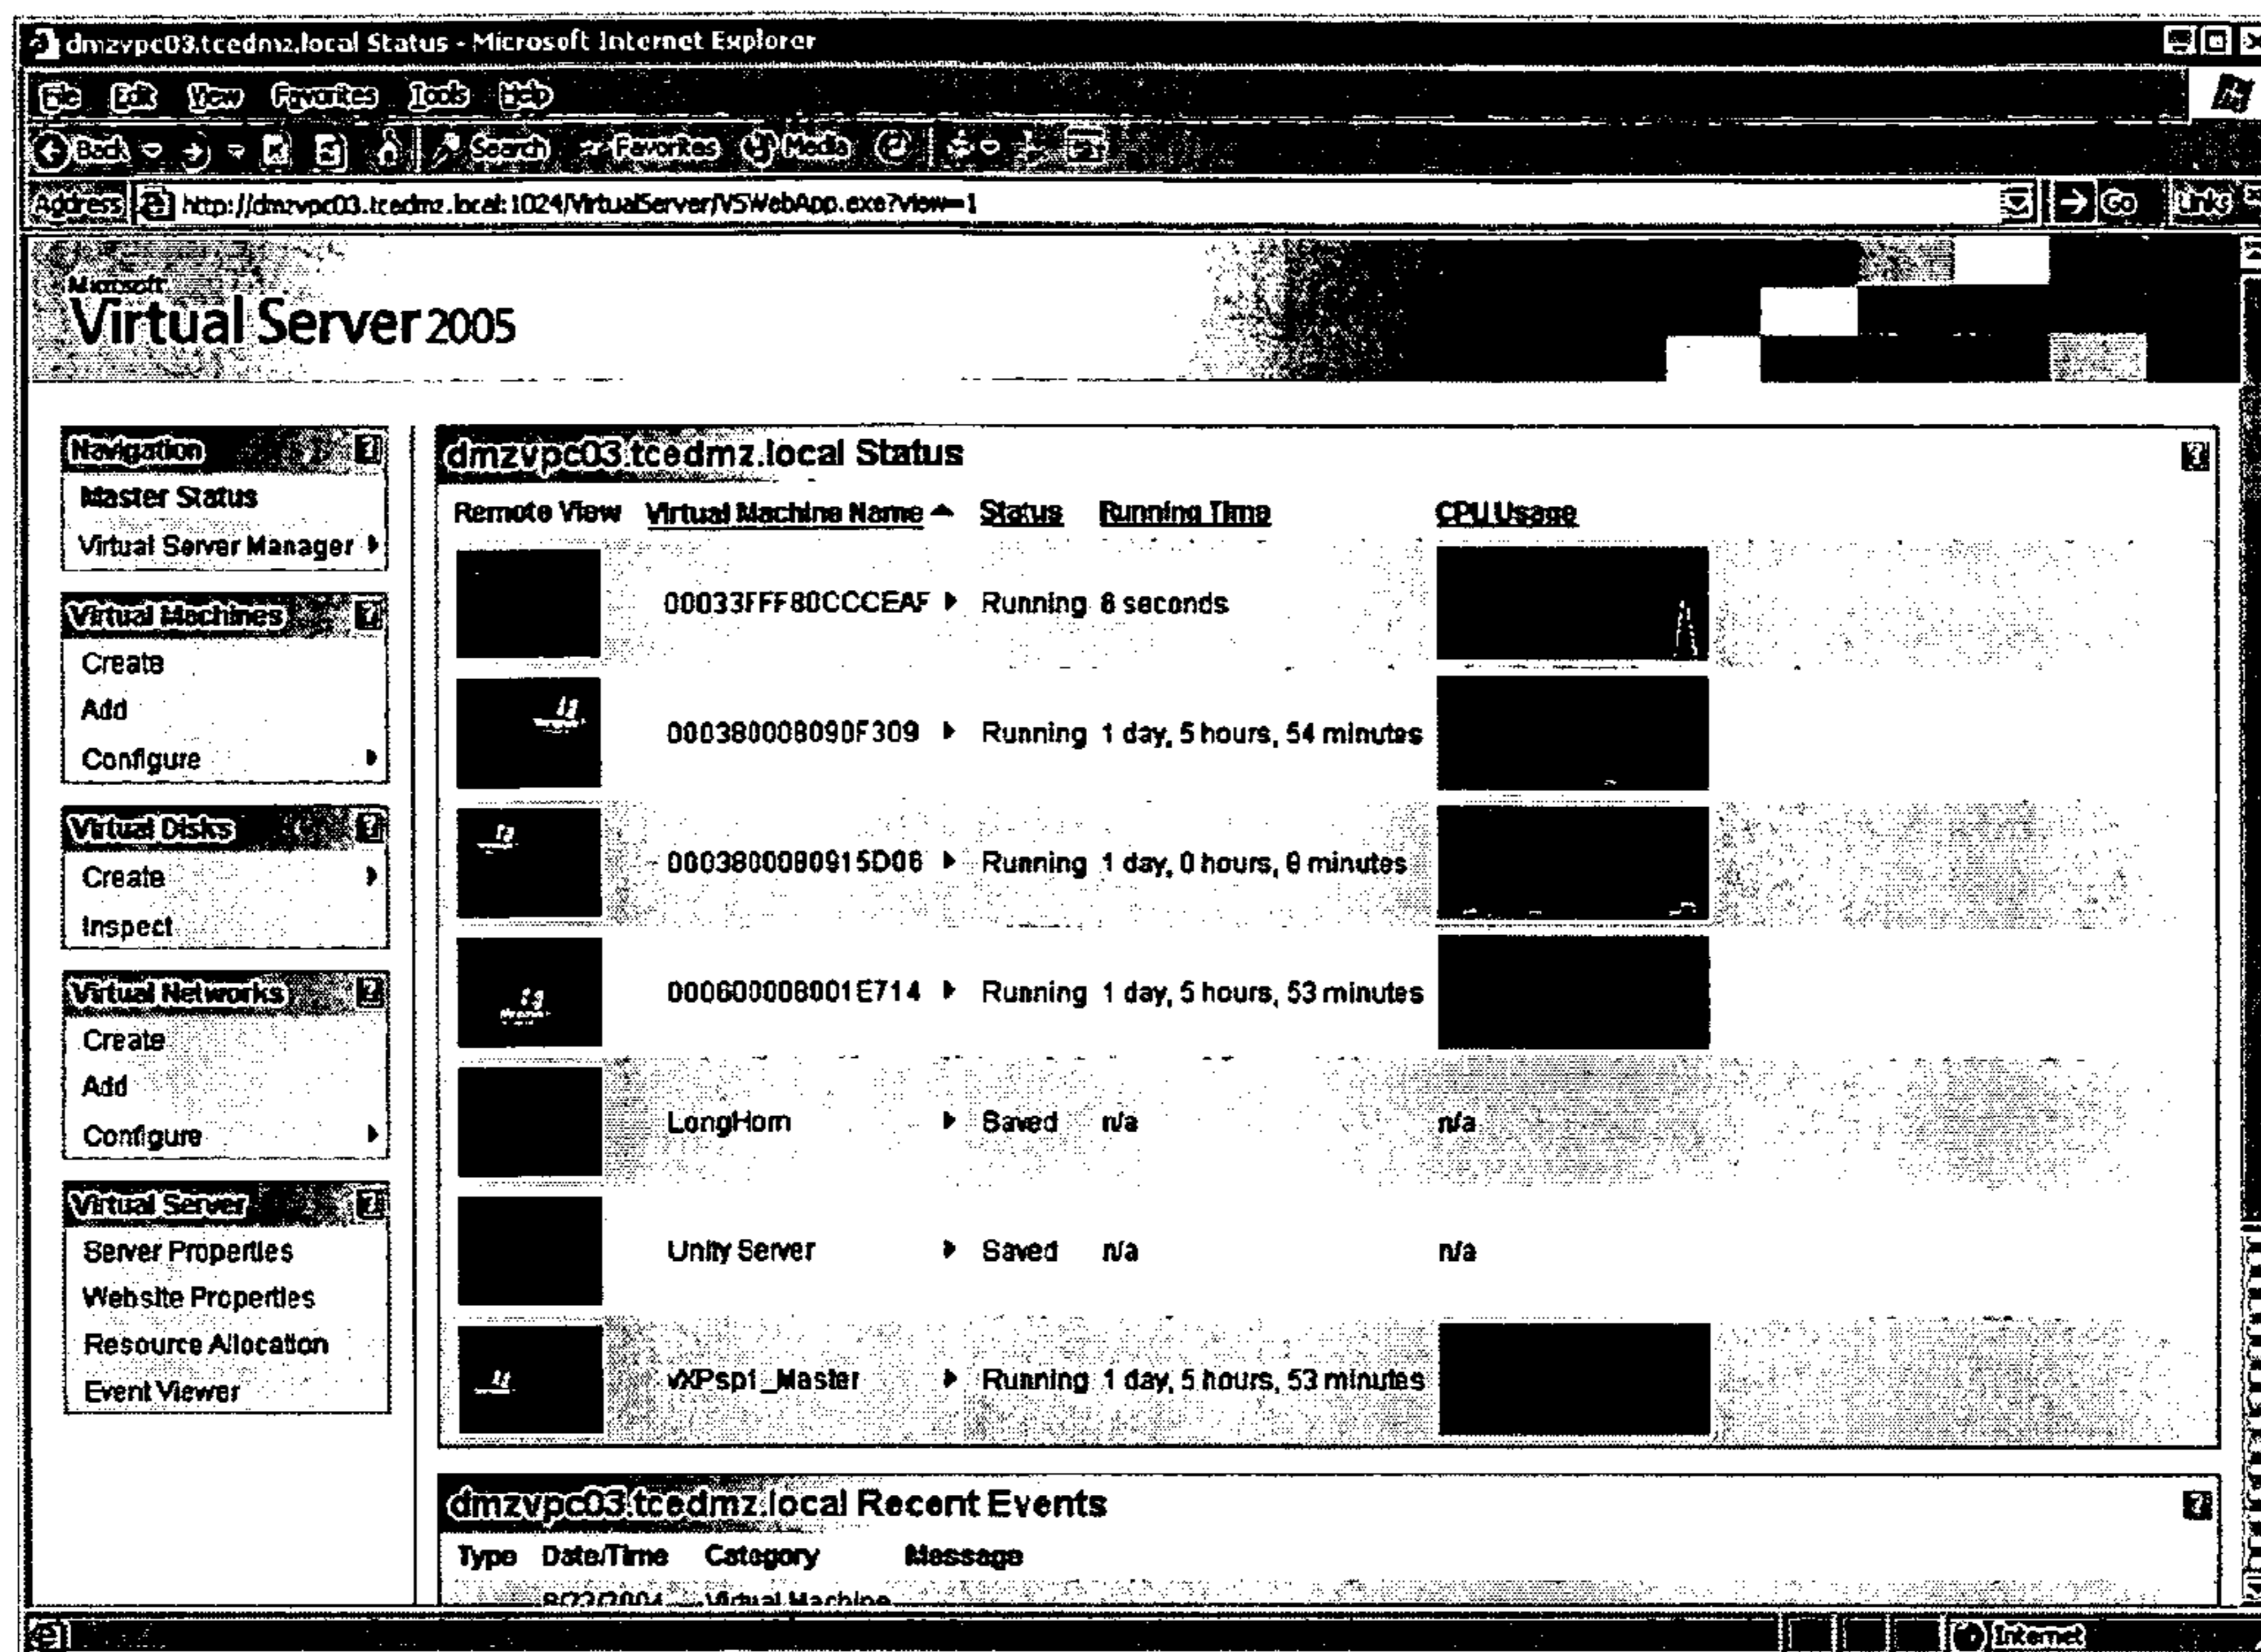 dmzvpc03.tcedmz.local Status - Microsoft Internet Explorer
File Edit View Favorites Tools Help
Back Search Favorites Media
Address http://dmzvpc03.tcedmz.local:1024/VirtualServer/VSWebApp.exe?view=1 Go Links
Microsoft
Virtual Server 2005
Navigation
Master Status
Virtual Server Manager
Virtual Machines
Create
Add
Configure
Virtual Disks
Create
Inspect
Virtual Networks
Create
Add
Configure
Virtual Server
Server Properties
Website Properties
Resource Allocation
Event Viewer
dmzvpc03.tcedmz.local Status
Remote View Virtual Machine Name Status Running Time CPU Usage
00033FFF80CCCEAF Running 6 seconds
000380008090F309 Running 1 day, 5 hours, 54 minutes
0003800080915D06 Running 1 day, 0 hours, minutes
000600008001E714 Running 1 day, 5 hours, 53 minutes
LongHorn Saved n/a n/a
Unity Server Saved n/a n/a
vXPsp1_Master Running 1 day, 5 hours, 53 minutes
dmzvpc03.tcedmz.local Recent Events
Type Date/Time Category Message
8/22/2004 Virtual Machine
Internet